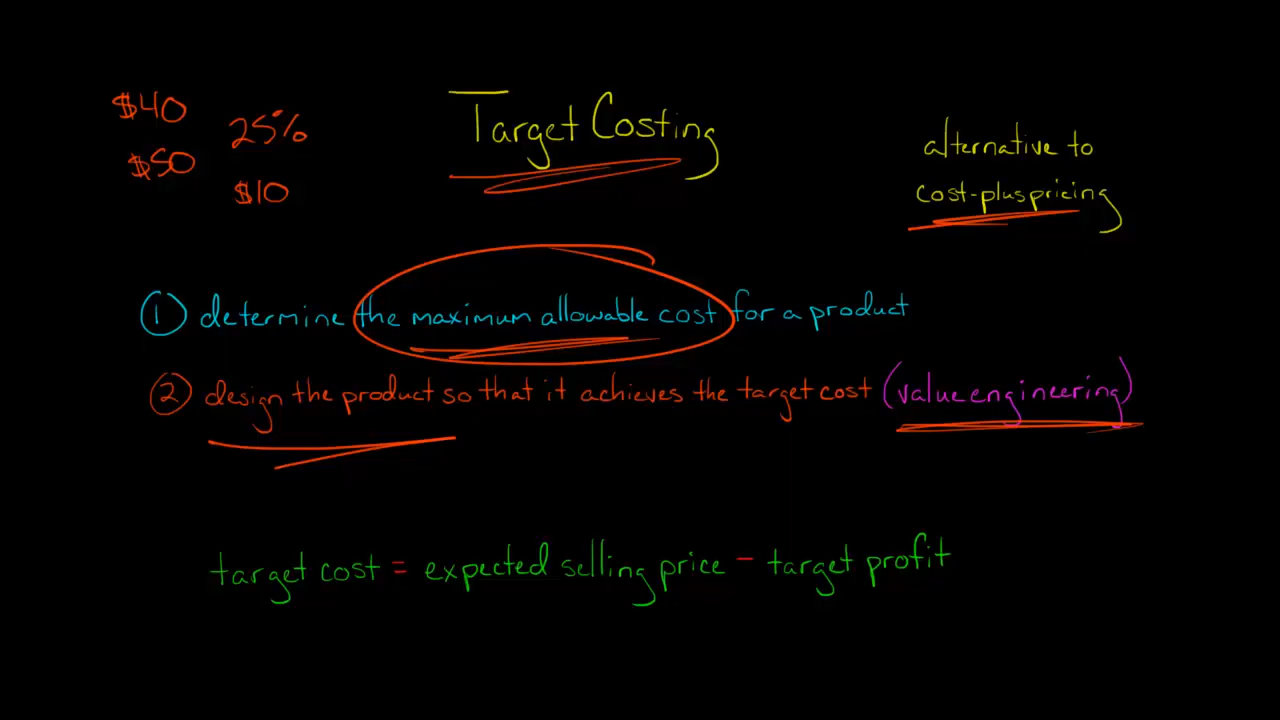 $40
25%
$50
$10
Target Costing
alternative to
cost-plus pricing
① determine the maximum allowable cost for a product
② design the product so that it achieves the target cost (value engineering)
target cost = expected selling price - target profit